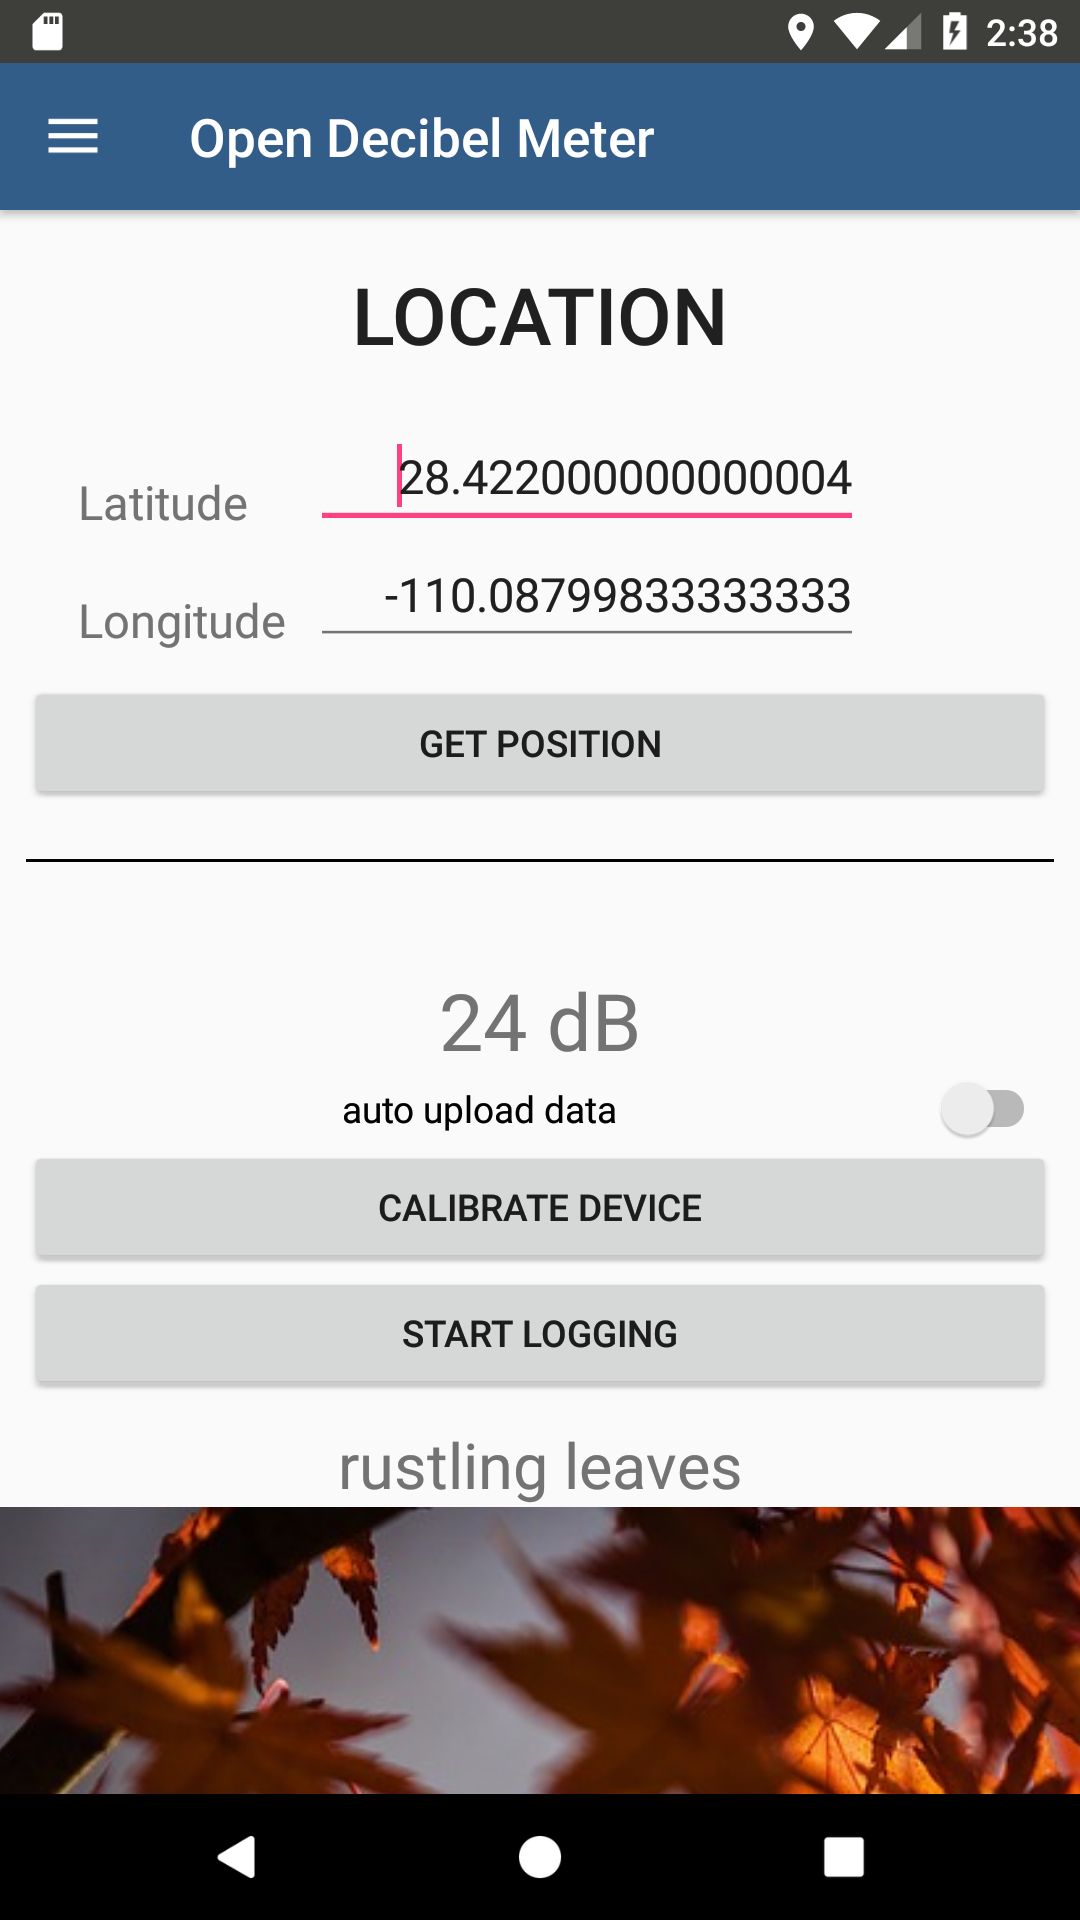 2:38
Open Decibel Meter
LOCATION
Latitude 28.422000000000004
Longitude -110.08799833333333
GET POSITION
24 dB
auto upload data
CALIBRATE DEVICE
START LOGGING
rustling leaves